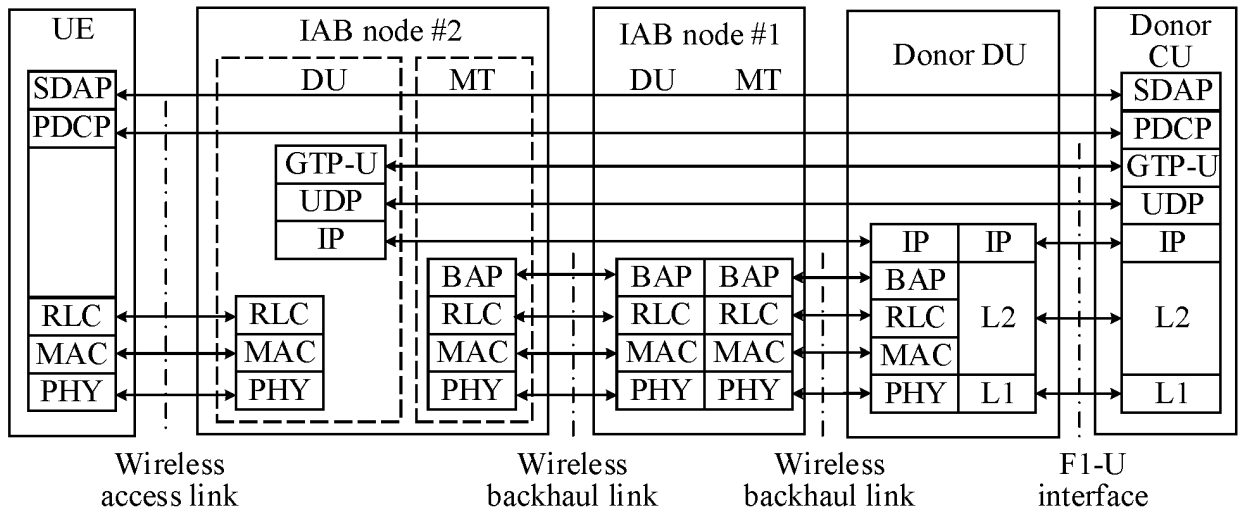 UE
SDAP
PDCP
RLC
MAC
PHY
IAB node #2
DU
GTP-U
UDP
IP
RLC
MAC
PHY
MT
BAP
RLC
MAC
PHY
IAB node #1
DU MT
BAP BAP
RLC RLC
MAC MAC
PHY PHY
Donor DU
IP IP
BAP
RLC L2
MAC
PHY L1
Donor
CU
SDAP
PDCP
GTP-U
UDP
IP
L2
L1
Wireless
access link
Wireless
backhaul link
Wireless
backhaul link
F1-U
interface